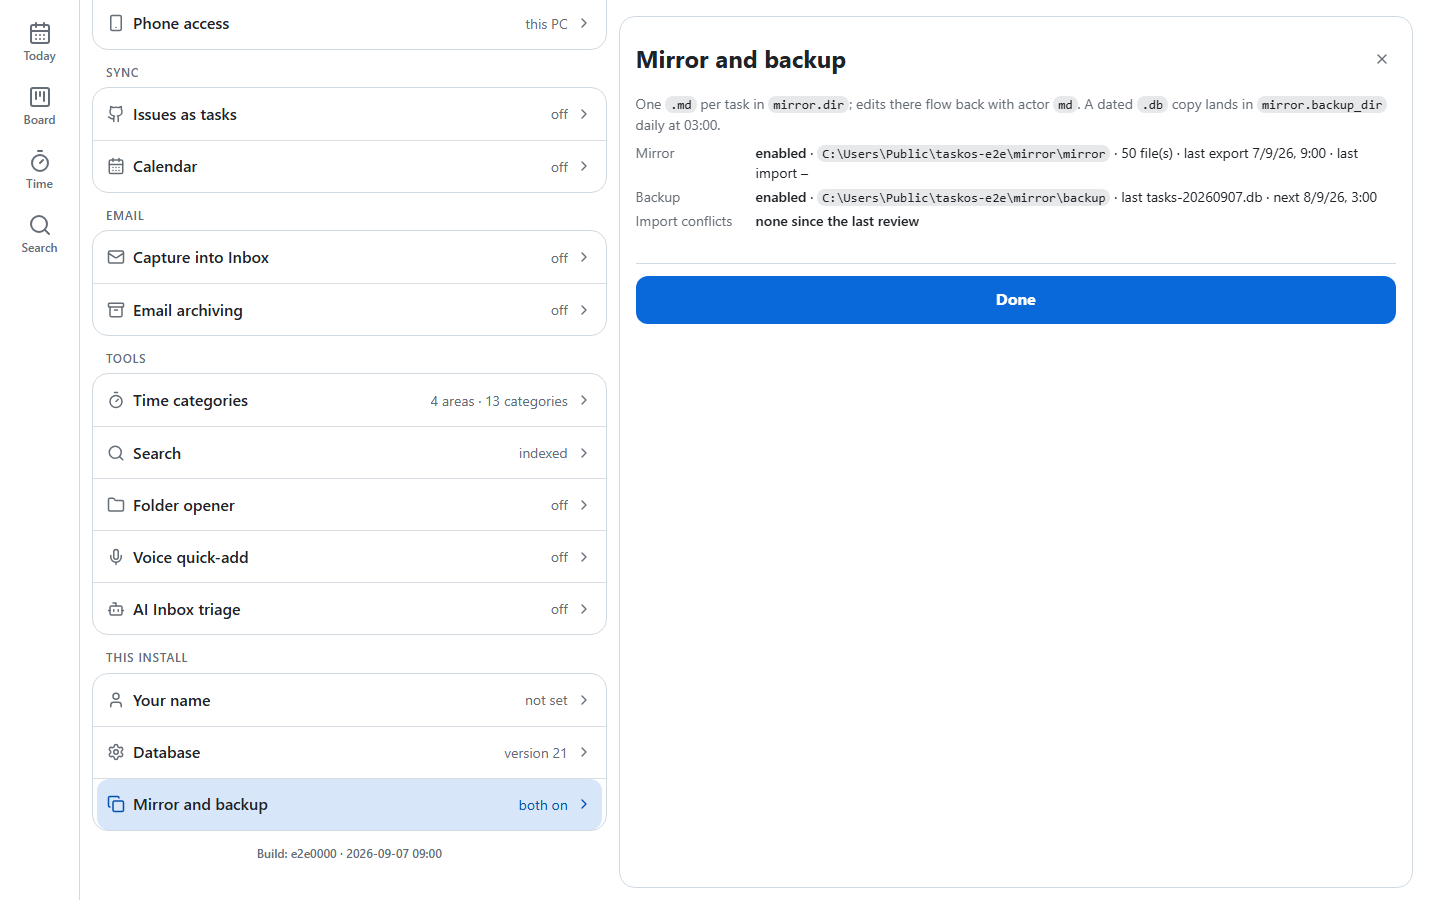 Today
Board
Time
Search
Phone access this PC
SYNC
Issues as tasks off
Calendar off
EMAIL
Capture into Inbox off
Email archiving off
TOOLS
Time categories 4 areas · 13 categories
Search indexed
Folder opener off
Voice quick-add off
AI Inbox triage off
THIS INSTALL
Your name not set
Database version 21
Mirror and backup both on
Build: e2e0000 · 2026-09-07 09:00
Mirror and backup
One .md per task in mirror.dir; edits there flow back with actor md. A dated .db copy lands in mirror.backup_dir
daily at 03:00.
Mirror enabled · C:\Users\Public\taskos-e2e\mirror\mirror · 50 file(s) · last export 7/9/26, 9:00 · last
import –
Backup enabled · C:\Users\Public\taskos-e2e\mirror\backup · last tasks-20260907.db · next 8/9/26, 3:00
Import conflicts none since the last review
Done